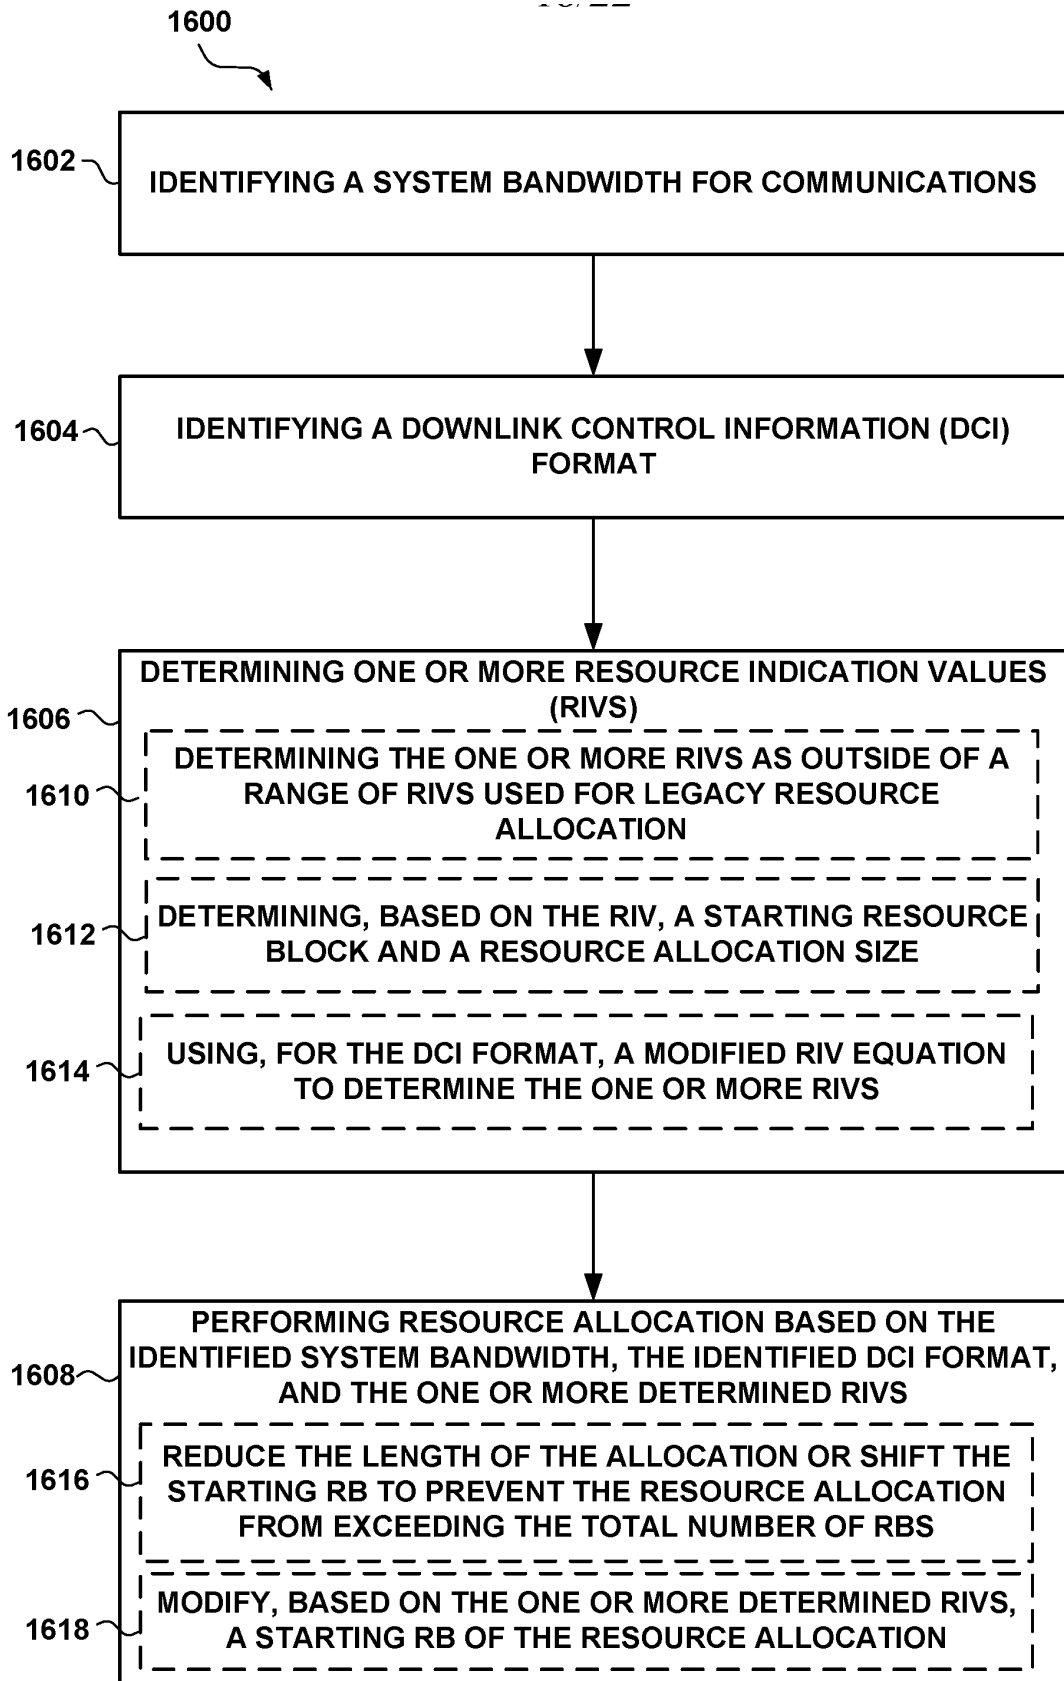 1600
1602
IDENTIFYING A SYSTEM BANDWIDTH FOR COMMUNICATIONS
1604
IDENTIFYING A DOWNLINK CONTROL INFORMATION (DCI)
FORMAT
DETERMINING ONE OR MORE RESOURCE INDICATION VALUES
(RIVS)
1606
DETERMINING THE ONE OR MORE RIVS AS OUTSIDE OF A
RANGE OF RIVS USED FOR LEGACY RESOURCE
ALLOCATION
1610
DETERMINING, BASED ON THE RIV, A STARTING RESOURCE
BLOCK AND A RESOURCE ALLOCATION SIZE
1612
USING, FOR THE DCI FORMAT, A MODIFIED RIV EQUATION
TO DETERMINE THE ONE OR MORE RIVS
1614
PERFORMING RESOURCE ALLOCATION BASED ON THE
IDENTIFIED SYSTEM BANDWIDTH, THE IDENTIFIED DCI FORMAT,
AND THE ONE OR MORE DETERMINED RIVS
1608
REDUCE THE LENGTH OF THE ALLOCATION OR SHIFT THE
STARTING RB TO PREVENT THE RESOURCE ALLOCATION
FROM EXCEEDING THE TOTAL NUMBER OF RBS
1616
MODIFY, BASED ON THE ONE OR MORE DETERMINED RIVS,
A STARTING RB OF THE RESOURCE ALLOCATION
1618